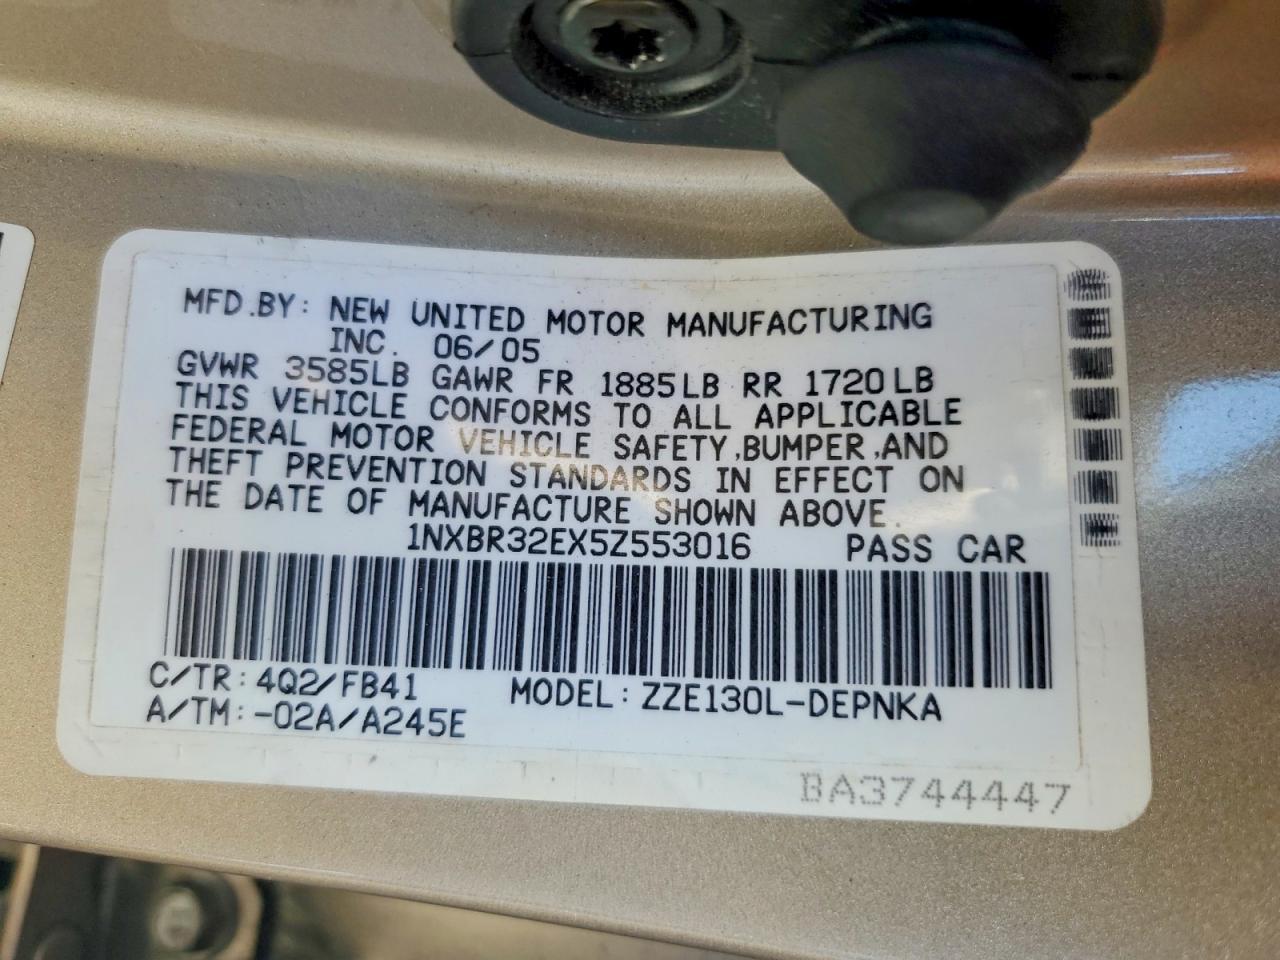 MFD.BY: NEW UNITED MOTOR MANUFACTURING
INC. 06/05
GVWR 3585LB GAWR FR 1885LB RR 1720LB
THIS VEHICLE CONFORMS TO ALL APPLICABLE
FEDERAL MOTOR VEHICLE SAFETY,BUMPER,AND
THEFT PREVENTION STANDARDS IN EFFECT ON
THE DATE OF MANUFACTURE SHOWN ABOVE.
1NXBR32EX5Z553016 PASS CAR
C/TR:4Q2/FB41 MODEL:ZZE130L-DEPNKA
A/TM:-02A/A245E
BA3744447